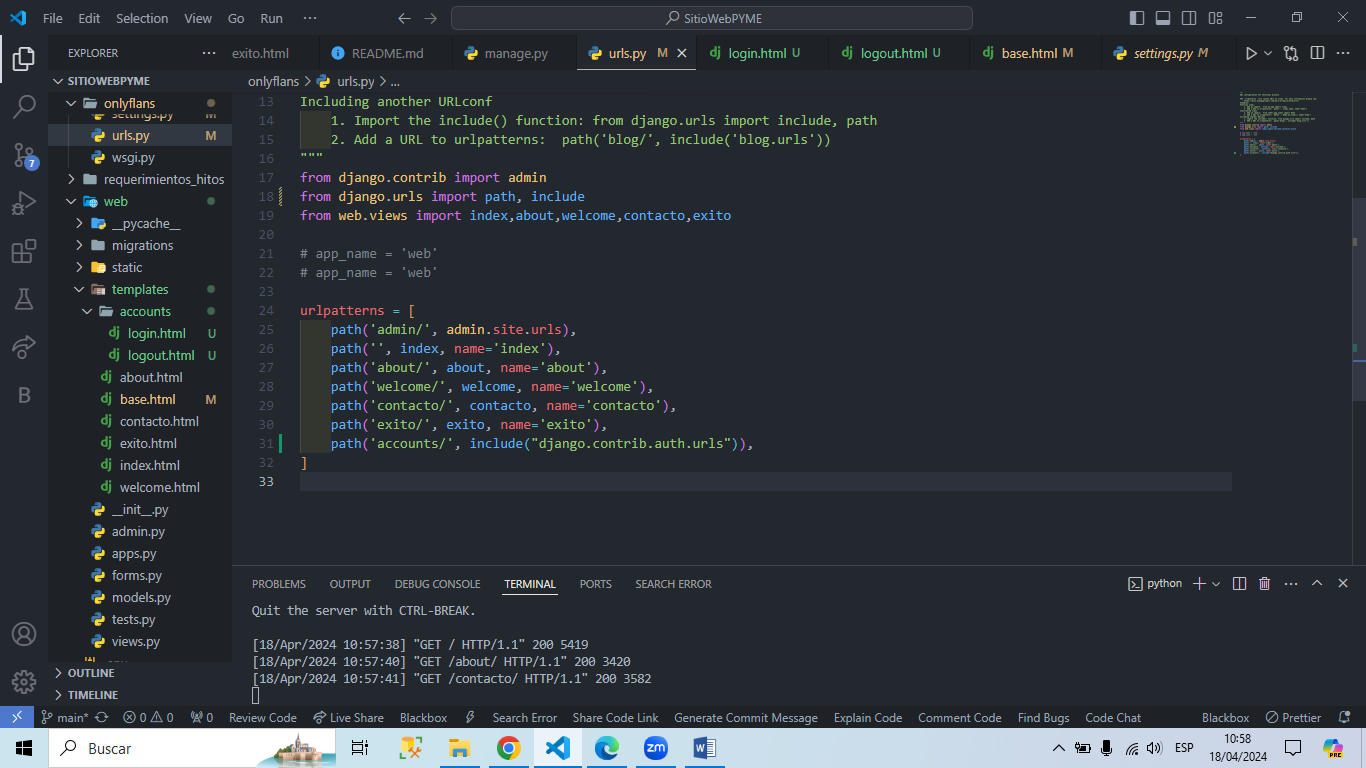 File Edit Selection View Go Run ··· SitioWebPYME
EXPLORER ···
exito.html README.md manage.py urls.py M login.html U logout.html U base.html M settings.py M
SITIOWEBPYME
onlyflans
settings.py M
urls.py M
wsgi.py
requerimientos_hitos
web
__pycache__
migrations
static
templates
accounts
login.html U
logout.html U
about.html
base.html M
contacto.html
exito.html
index.html
welcome.html
__init__.py
admin.py
apps.py
forms.py
models.py
tests.py
views.py
OUTLINE
TIMELINE
onlyflans > urls.py > ...
13 Including another URLconf
14 1. Import the include() function: from django.urls import include, path
15 2. Add a URL to urlpatterns: path('blog/', include('blog.urls'))
16 """
17 from django.contrib import admin
18 from django.urls import path, include
19 from web.views import index,about,welcome,contacto,exito
20
21 # app_name = 'web'
22 # app_name = 'web'
23
24 urlpatterns = [
25 path('admin/', admin.site.urls),
26 path('', index, name='index'),
27 path('about/', about, name='about'),
28 path('welcome/', welcome, name='welcome'),
29 path('contacto/', contacto, name='contacto'),
30 path('exito/', exito, name='exito'),
31 path('accounts/', include("django.contrib.auth.urls")),
32 ]
33
PROBLEMS OUTPUT DEBUG CONSOLE TERMINAL PORTS SEARCH ERROR python
Quit the server with CTRL-BREAK.
[18/Apr/2024 10:57:38] "GET / HTTP/1.1" 200 5419
[18/Apr/2024 10:57:40] "GET /about/ HTTP/1.1" 200 3420
[18/Apr/2024 10:57:41] "GET /contacto/ HTTP/1.1" 200 3582
7
B
main* 0 0 0 Review Code Live Share Blackbox Search Error Share Code Link Generate Commit Message Explain Code Comment Code Find Bugs Code Chat Blackbox Prettier
Buscar
zm
W
ESP
10:58
18/04/2024
PRE